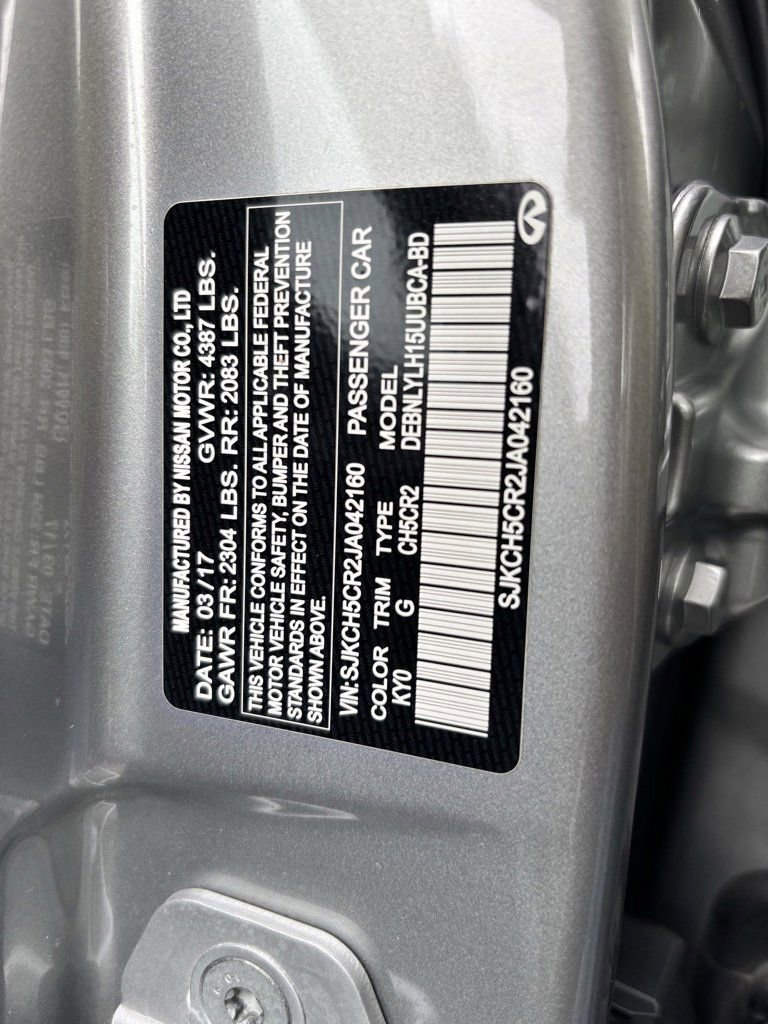 MANUFACTURED BY NISSAN MOTOR CO., LTD
DATE: 03 /17 GVWR: 4387 LBS.
GAWR FR: 2304 LBS. RR: 2083 LBS.
THIS VEHICLE CONFORMS TO ALL APPLICABLE FEDERAL
MOTOR VEHICLE SAFETY, BUMPER AND THEFT PREVENTION
STANDARDS IN EFFECT ON THE DATE OF MANUFACTURE
SHOWN ABOVE.
VIN: SJKCH5CR2JA042160 PASSENGER CAR
COLOR TRIM TYPE MODEL
KY0 G CH5CR2 DEBNLYLH15UUBCA-BD
SJKCH5CR2JA042160